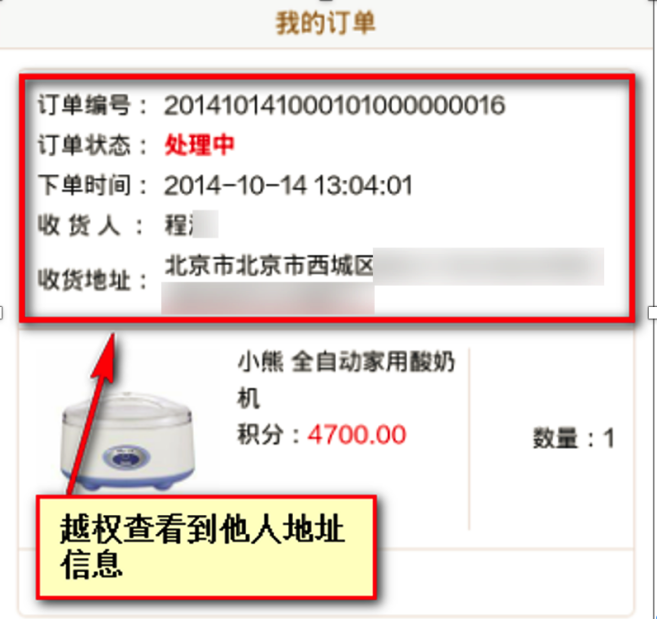 我的订单
订单编号： 2014101410001010000000​16
订单状态： 处理中
下单时间： 2014-10-14 13:04:01
收 货 人 ： 程
收货地址： 北京市北京市西城区
小熊 全自动家用酸奶
机
积分：4700.00
数量：1
越权查看到他人地址
信息